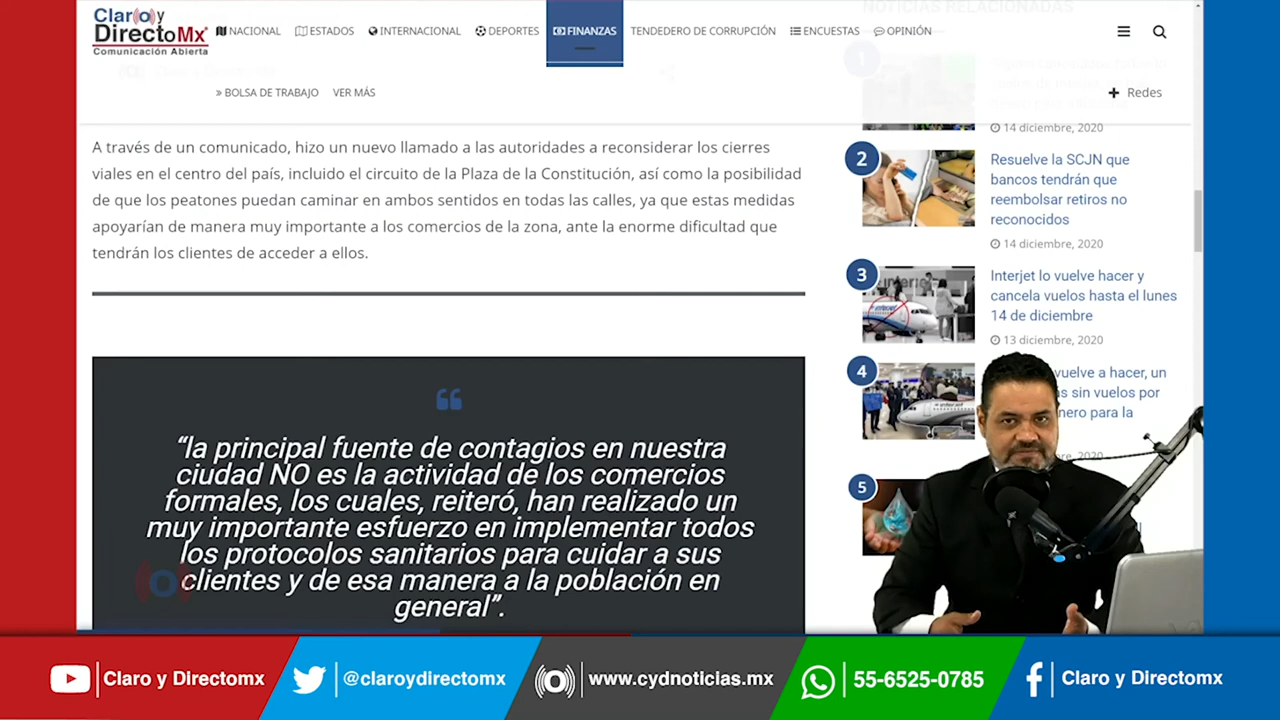 Claro y
DirectoMx
Comunicación Abierta
NACIONAL
ESTADOS
INTERNACIONAL
DEPORTES
FINANZAS
TENDEDERO DE CORRUPCIÓN
ENCUESTAS
OPINIÓN
» BOLSA DE TRABAJO
VER MÁS
Redes
NOTICIAS RELACIONADAS
A través de un comunicado, hizo un nuevo llamado a las autoridades a reconsiderar los cierres
viales en el centro del país, incluido el circuito de la Plaza de la Constitución, así como la posibilidad
de que los peatones puedan caminar en ambos sentidos en todas las calles, ya que estas medidas
apoyarían de manera muy importante a los comercios de la zona, ante la enorme dificultad que
tendrán los clientes de acceder a ellos.
“la principal fuente de contagios en nuestra
ciudad NO es la actividad de los comercios
formales, los cuales, reiteró, han realizado un
muy importante esfuerzo en implementar todos
los protocolos sanitarios para cuidar a sus
clientes y de esa manera a la población en
general”.
1
14 diciembre, 2020
2
Resuelve la SCJN que
bancos tendrán que
reembolsar retiros no
reconocidos
14 diciembre, 2020
3
Interjet lo vuelve hacer y
cancela vuelos hasta el lunes
14 de diciembre
13 diciembre, 2020
4
vuelve a hacer, un
sin vuelos por
para la
2020
5
Claro y Directomx
@claroydirectomx
www.cydnoticias.mx
55-6525-0785
Claro y Directomx